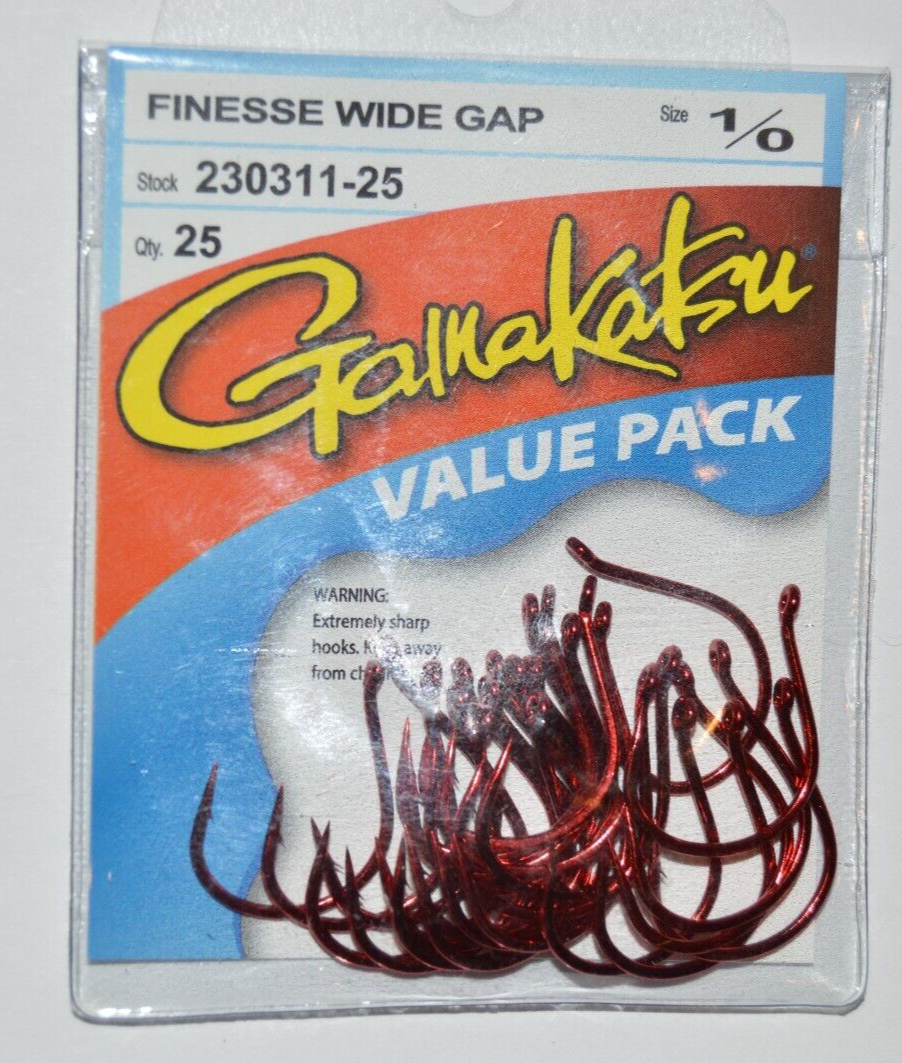 FINESSE WIDE GAP Size 1/0
Stock 230311-25
Qty. 25
Gamakatsu®
VALUE PACK
WARNING:
Extremely sharp
hooks. away
from